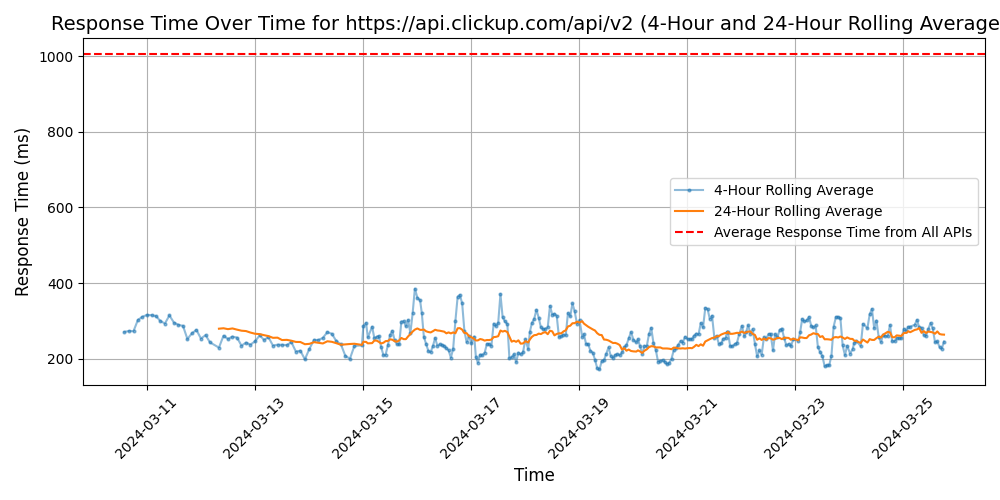 Response Time Over Time for https://api.clickup.com/api/v2 (4-Hour and 24-Hour Rolling Average
Response Time (ms)
1000
800
600
400
200
4-Hour Rolling Average
24-Hour Rolling Average
Average Response Time from All APIs
2024-03-11
2024-03-13
2024-03-15
2024-03-17
2024-03-19
2024-03-21
2024-03-23
2024-03-25
Time